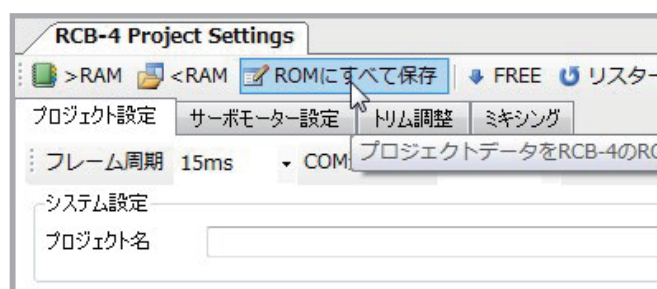 RCB-4 Project Settings
>RAM <RAM ROMにすべて保存 FREE リスター
プロジェクト設定 サーボモーター設定 トリム調整 ミキシング
フレーム周期 15ms COM プロジェクトデータをRCB-4のRO
システム設定
プロジェクト名